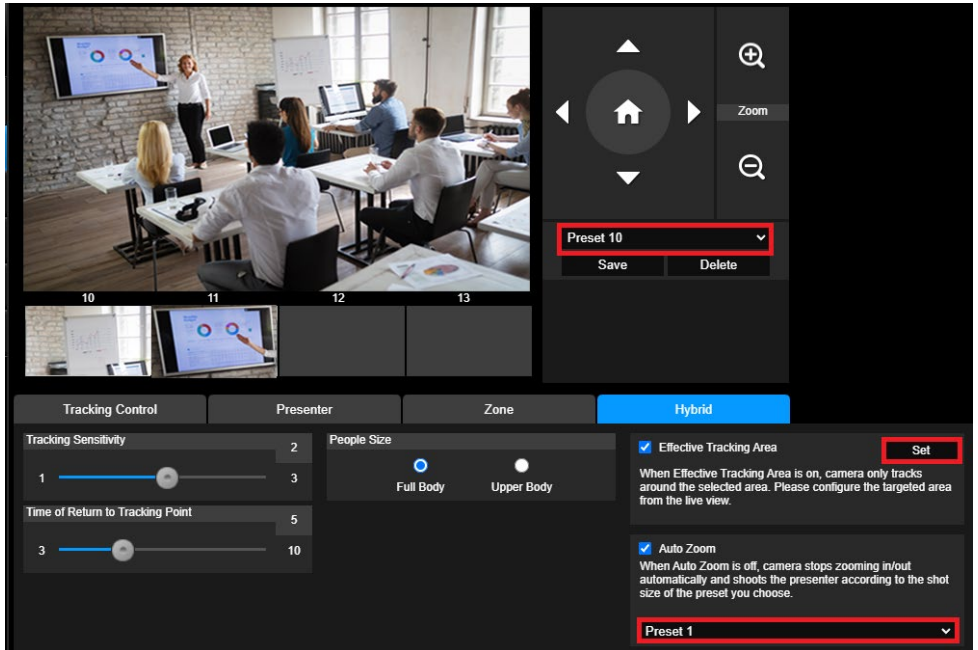 Zoom
Preset 10
Save Delete
10 11 12 13
Tracking Control Presenter Zone Hybrid
Tracking Sensitivity
2
1
3
Time of Return to Tracking Point
5
3
10
People Size
Full Body Upper Body
Effective Tracking Area
Set
When Effective Tracking Area is on, camera only tracks
around the selected area. Please configure the targeted area
from the live view.
Auto Zoom
When Auto Zoom is off, camera stops zooming in/out
automatically and shoots the presenter according to the shot
size of the preset you choose.
Preset 1